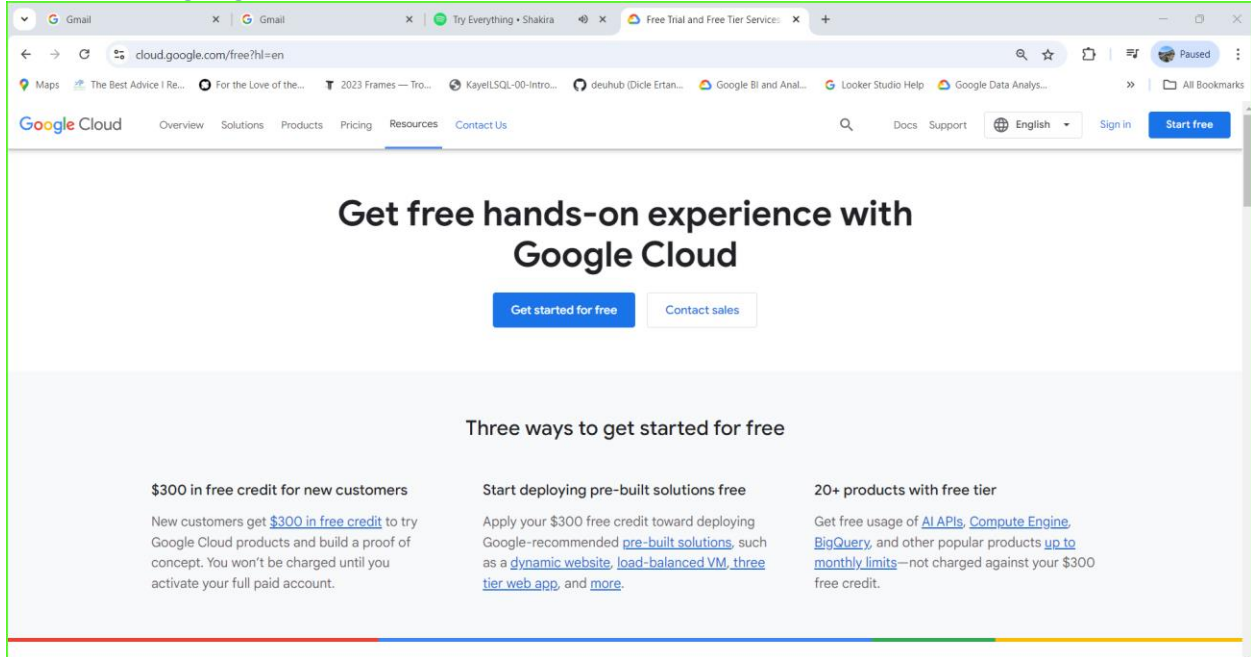 Gmail
Gmail
Try Everything • Shakira
Free Trial and Free Tier Services
cloud.google.com/free?hl=en
Paused
Maps
The Best Advice I Re...
For the Love of the...
2023 Frames — Tro...
KayelLSQL-00-Intro...
deuhub (Dicle Ertan...
Google BI and Anal...
Looker Studio Help
Google Data Analys...
All Bookmarks
Google Cloud
Overview
Solutions
Products
Pricing
Resources
Contact Us
Docs
Support
English
Sign in
Start free
Get free hands-on experience with
Google Cloud
Get started for free
Contact sales
Three ways to get started for free
$300 in free credit for new customers
New customers get $300 in free credit to try
Google Cloud products and build a proof of
concept. You won't be charged until you
activate your full paid account.
Start deploying pre-built solutions free
Apply your $300 free credit toward deploying
Google-recommended pre-built solutions, such
as a dynamic website, load-balanced VM, three
tier web app, and more.
20+ products with free tier
Get free usage of AI APIs, Compute Engine,
BigQuery, and other popular products up to
monthly limits—not charged against your $300
free credit.